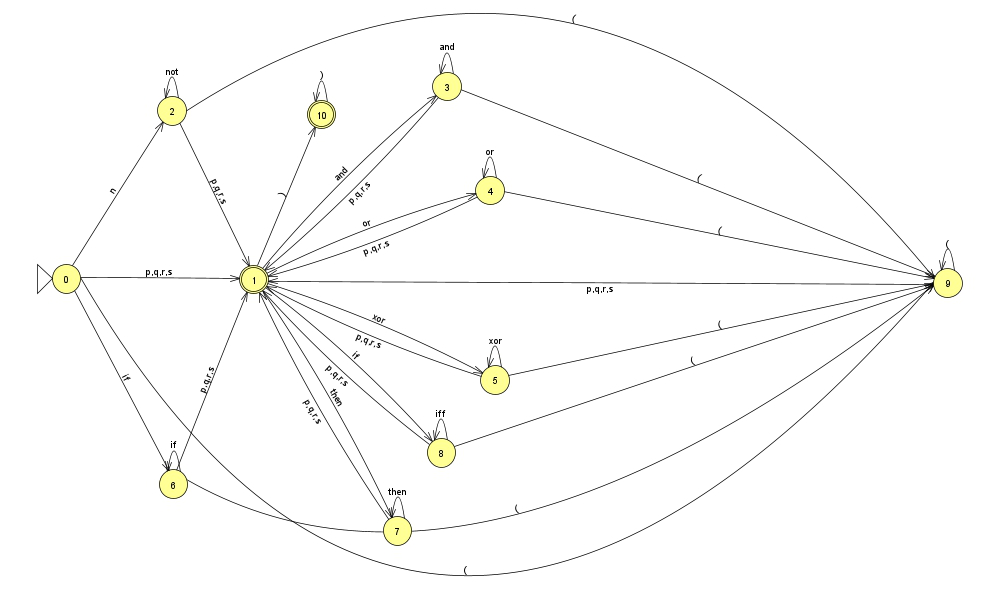 (
and
not
)
3
10
2
(
and
or
n
p,q,r,s
p,q,r,s
4
)
or
(
p,q,r,s
(
p,q,r,s
0
1
9
p,q,r,s
xor
(
p,q,r,s
xor
if
(
p,q,r,s
if
p,q,r,s
5
then
p,q,r,s
iff
if
8
6
then
(
7
(